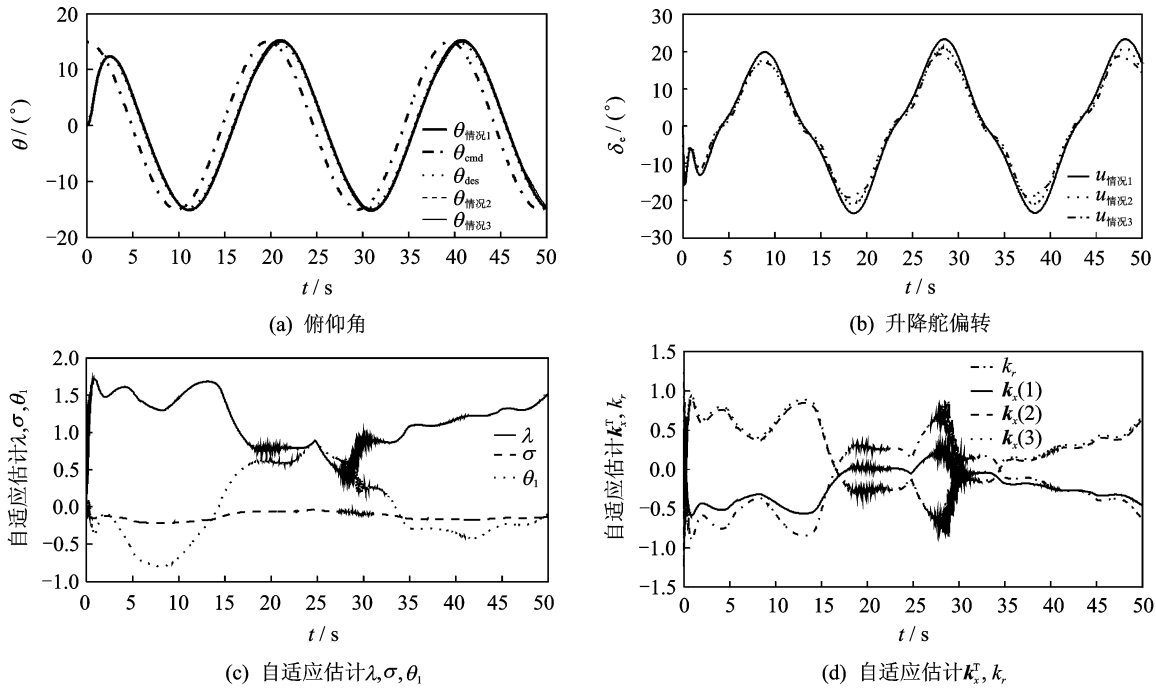 20
15
10
5
0
−5
−10
−15
−20
θ / (°)
θ情况1
θcmd
θdes
θ情况2
θ情况3
0 5 10 15 20 25 30 35 40 45 50
t / s
(a) 俯仰角
30
20
10
0
−10
−20
−30
δe / (°)
u情况1
u情况2
u情况3
0 5 10 15 20 25 30 35 40 45 50
t / s
(b) 升降舵偏转
2.0
1.5
1.0
0.5
0.0
−0.5
−1.0
自适应估计λ,σ,θ1
λ
σ
θ1
0 5 10 15 20 25 30 35 40 45 50
t / s
(c) 自适应估计λ,σ,θ1
1.5
1.0
0.5
0.0
−0.5
−1.0
−1.5
自适应估计kxT, kr
kr
kx(1)
kx(2)
kx(3)
0 5 10 15 20 25 30 35 40 45 50
t / s
(d) 自适应估计kxT, kr